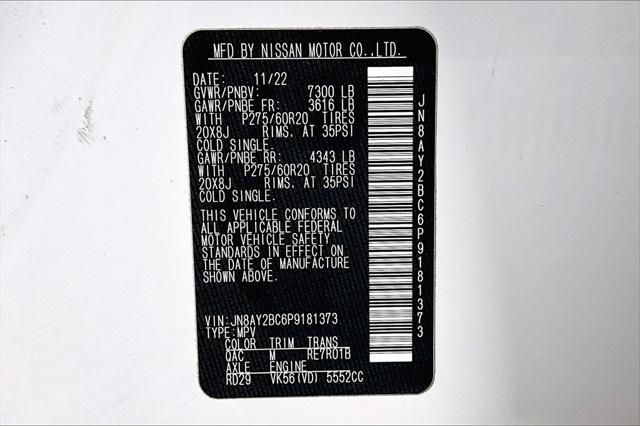 MFD BY NISSAN MOTOR CO.,LTD.
DATE: 11/22
GVWR/PNBV: 7300 LB
GAWR/PNBE FR: 3616 LB
WITH P275/60R20 TIRES
20X8J RIMS. AT 35PSI
COLD SINGLE.
GAWR/PNBE RR: 4343 LB
WITH P275/60R20 TIRES
20X8J RIMS. AT 35PSI
COLD SINGLE.
THIS VEHICLE CONFORMS TO
ALL APPLICABLE FEDERAL
MOTOR VEHICLE SAFETY
STANDARDS IN EFFECT ON
THE DATE OF MANUFACTURE
SHOWN ABOVE.
VIN:JN8AY2BC6P9181373
TYPE:MPV
COLOR TRIM TRANS
QAC M RE7R01B
AXLE ENGINE
RD29 VK56(VD) 5552CC
JN8AY2BC6P9181373